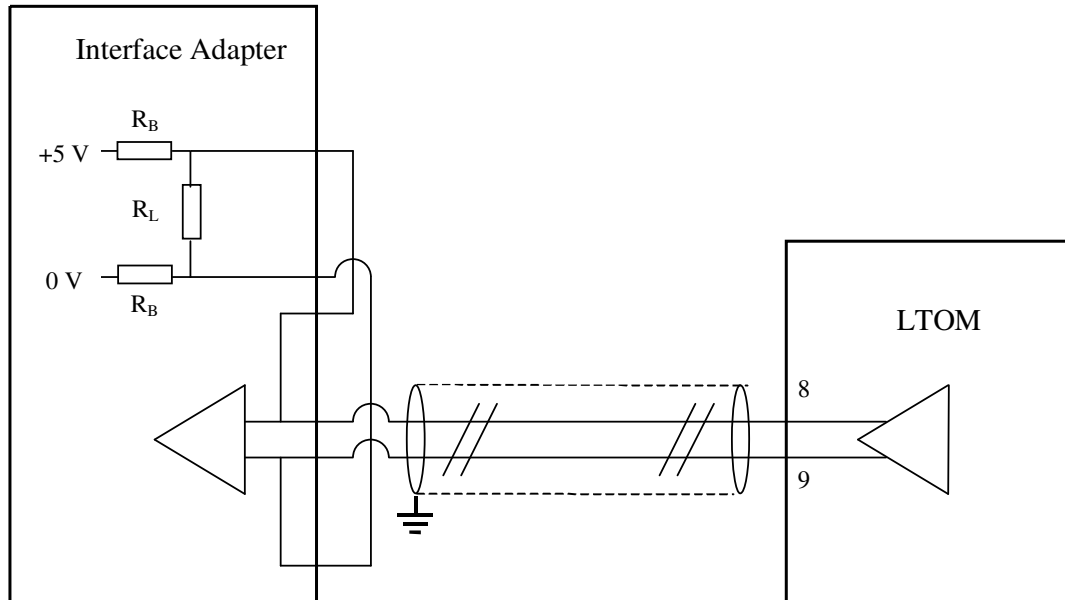 Interface Adapter
R_B
+5 V
R_L
0 V
R_B
LTOM
8
9